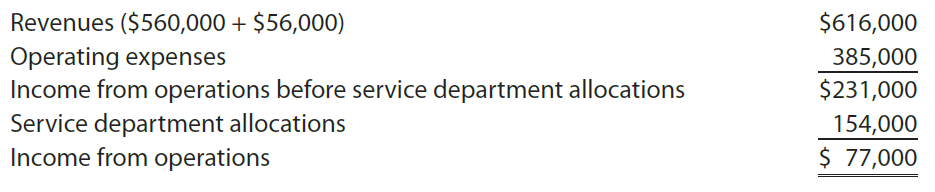 Revenues ($560,000 + $56,000) $616,000
Operating expenses 385,000
Income from operations before service department allocations $231,000
Service department allocations 154,000
Income from operations $ 77,000